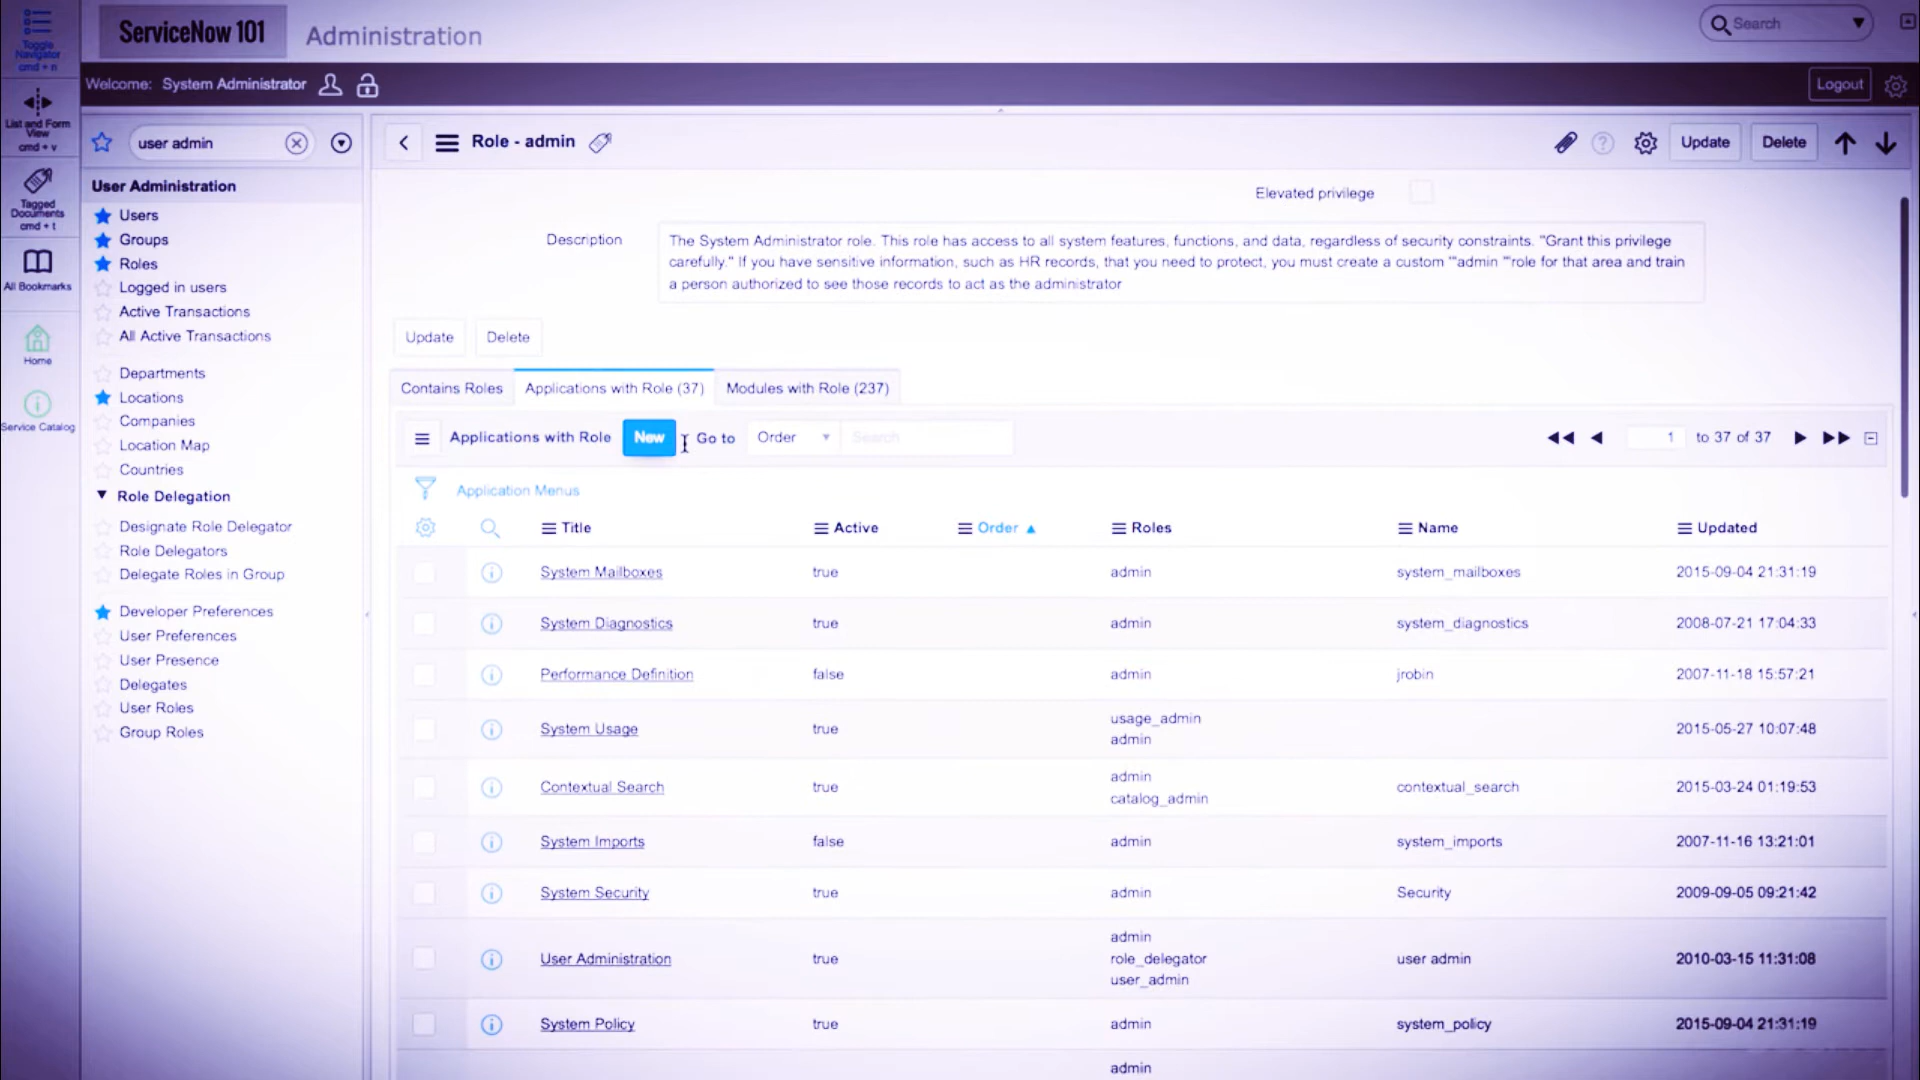 Toggle
Navigator
cmd + n
ServiceNow 101
Administration
Search
Welcome: System Administrator
Logout
List and Form
View
cmd + v
Tagged
Documents
cmd + t
All Bookmarks
Home
Service Catalog
user admin
User Administration
Users
Groups
Roles
Logged in users
Active Transactions
All Active Transactions
Departments
Locations
Companies
Location Map
Countries
Role Delegation
Designate Role Delegator
Role Delegators
Delegate Roles in Group
Developer Preferences
User Preferences
User Presence
Delegates
User Roles
Group Roles
Role - admin
Update
Delete
Elevated privilege
Description
The System Administrator role. This role has access to all system features, functions, and data, regardless of security constraints. "Grant this privilege
carefully." If you have sensitive information, such as HR records, that you need to protect, you must create a custom '"admin '"role for that area and train
a person authorized to see those records to act as the administrator
Update Delete
Contains Roles Applications with Role (37) Modules with Role (237)
Applications with Role New Go to Order Search 1 to 37 of 37
Application Menus
Title Active Order Roles Name Updated
System Mailboxes true admin system_mailboxes 2015-09-04 21:31:19
System Diagnostics true admin system_diagnostics 2008-07-21 17:04:33
Performance Definition false admin jrobin 2007-11-18 15:57:21
System Usage true usage_admin 2015-05-27 10:07:48
admin
Contextual Search true admin contextual_search 2015-03-24 01:19:53
catalog_admin
System Imports false admin system_imports 2007-11-16 13:21:01
System Security true admin Security 2009-09-05 09:21:42
User Administration true admin user admin 2010-03-15 11:31:08
role_delegator
user_admin
System Policy true admin system_policy 2015-09-04 21:31:19
admin